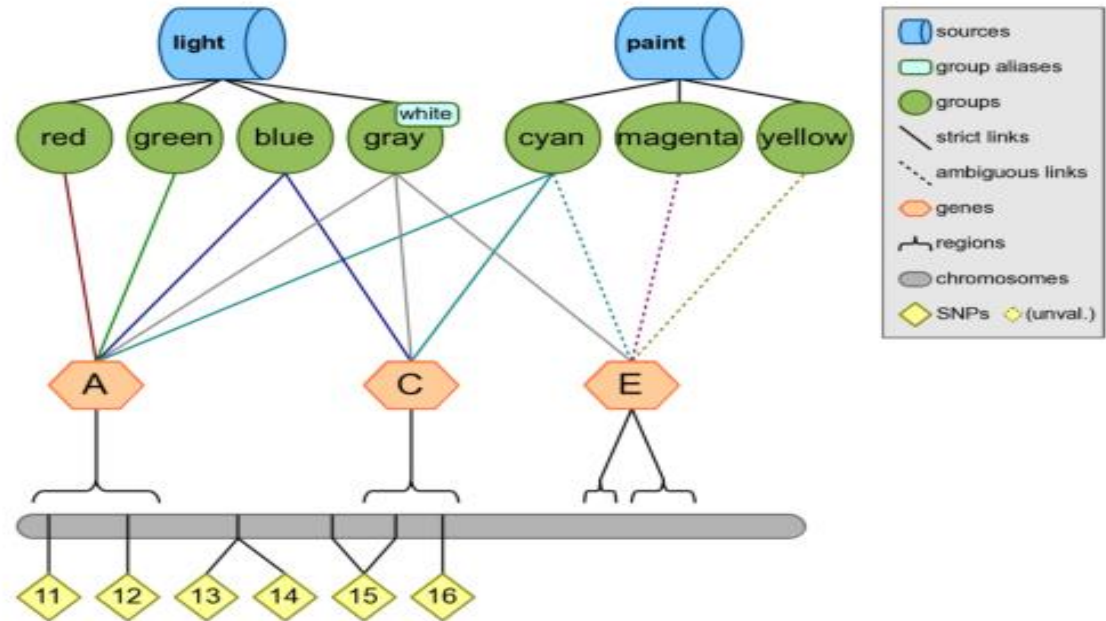 light
paint
white
red
green
blue
gray
cyan
magenta
yellow
A
C
E
11
12
13
14
15
16
sources
group aliases
groups
strict links
ambiguous links
genes
regions
chromosomes
SNPs
(unval.)